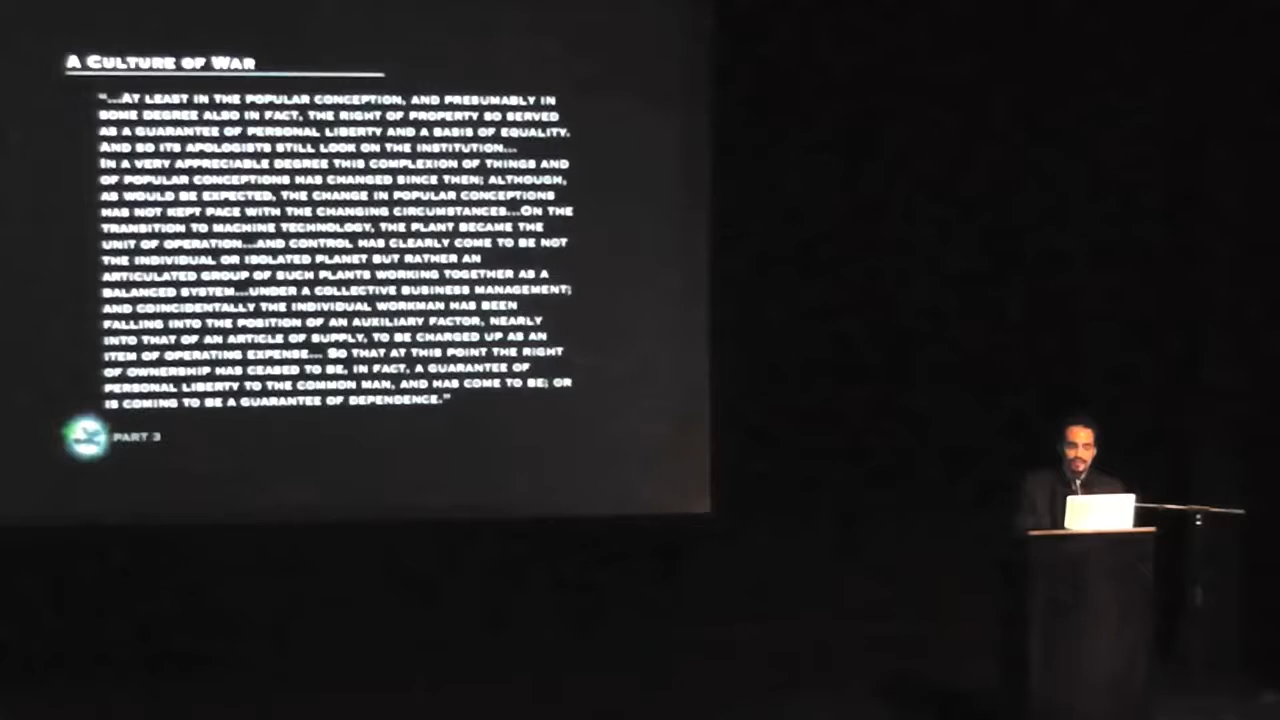 A CULTURE OF WAR
"...AT LEAST IN THE POPULAR CONCEPTION, AND PRESUMABLY IN
SOME DEGREE ALSO IN FACT, THE RIGHT OF PROPERTY SO SERVED
AS A GUARANTEE OF PERSONAL LIBERTY AND A BASIS OF EQUALITY.
AND SO ITS APOLOGISTS STILL LOOK ON THE INSTITUTION...
IN A VERY APPRECIABLE DEGREE THIS COMPLEXION OF THINGS AND
OF POPULAR CONCEPTIONS HAS CHANGED SINCE THEN; ALTHOUGH,
AS WOULD BE EXPECTED, THE CHANGE IN POPULAR CONCEPTIONS
HAS NOT KEPT PACE WITH THE CHANGING CIRCUMSTANCES...ON THE
TRANSITION TO MACHINE TECHNOLOGY, THE PLANT BECAME THE
UNIT OF OPERATION...AND CONTROL HAS CLEARLY COME TO BE NOT
THE INDIVIDUAL OR ISOLATED PLANET BUT RATHER AN
ARTICULATED GROUP OF SUCH PLANTS WORKING TOGETHER AS A
BALANCED SYSTEM...UNDER A COLLECTIVE BUSINESS MANAGEMENT;
AND COINCIDENTALLY THE INDIVIDUAL WORKMAN HAS BEEN
FALLING INTO THE POSITION OF AN AUXILIARY FACTOR, NEARLY
INTO THAT OF AN ARTICLE OF SUPPLY, TO BE CHARGED UP AS AN
ITEM OF OPERATING EXPENSE... SO THAT AT THIS POINT THE RIGHT
OF OWNERSHIP HAS CEASED TO BE, IN FACT, A GUARANTEE OF
PERSONAL LIBERTY TO THE COMMON MAN, AND HAS COME TO BE; OR
IS COMING TO BE A GUARANTEE OF DEPENDENCE."
PART 3